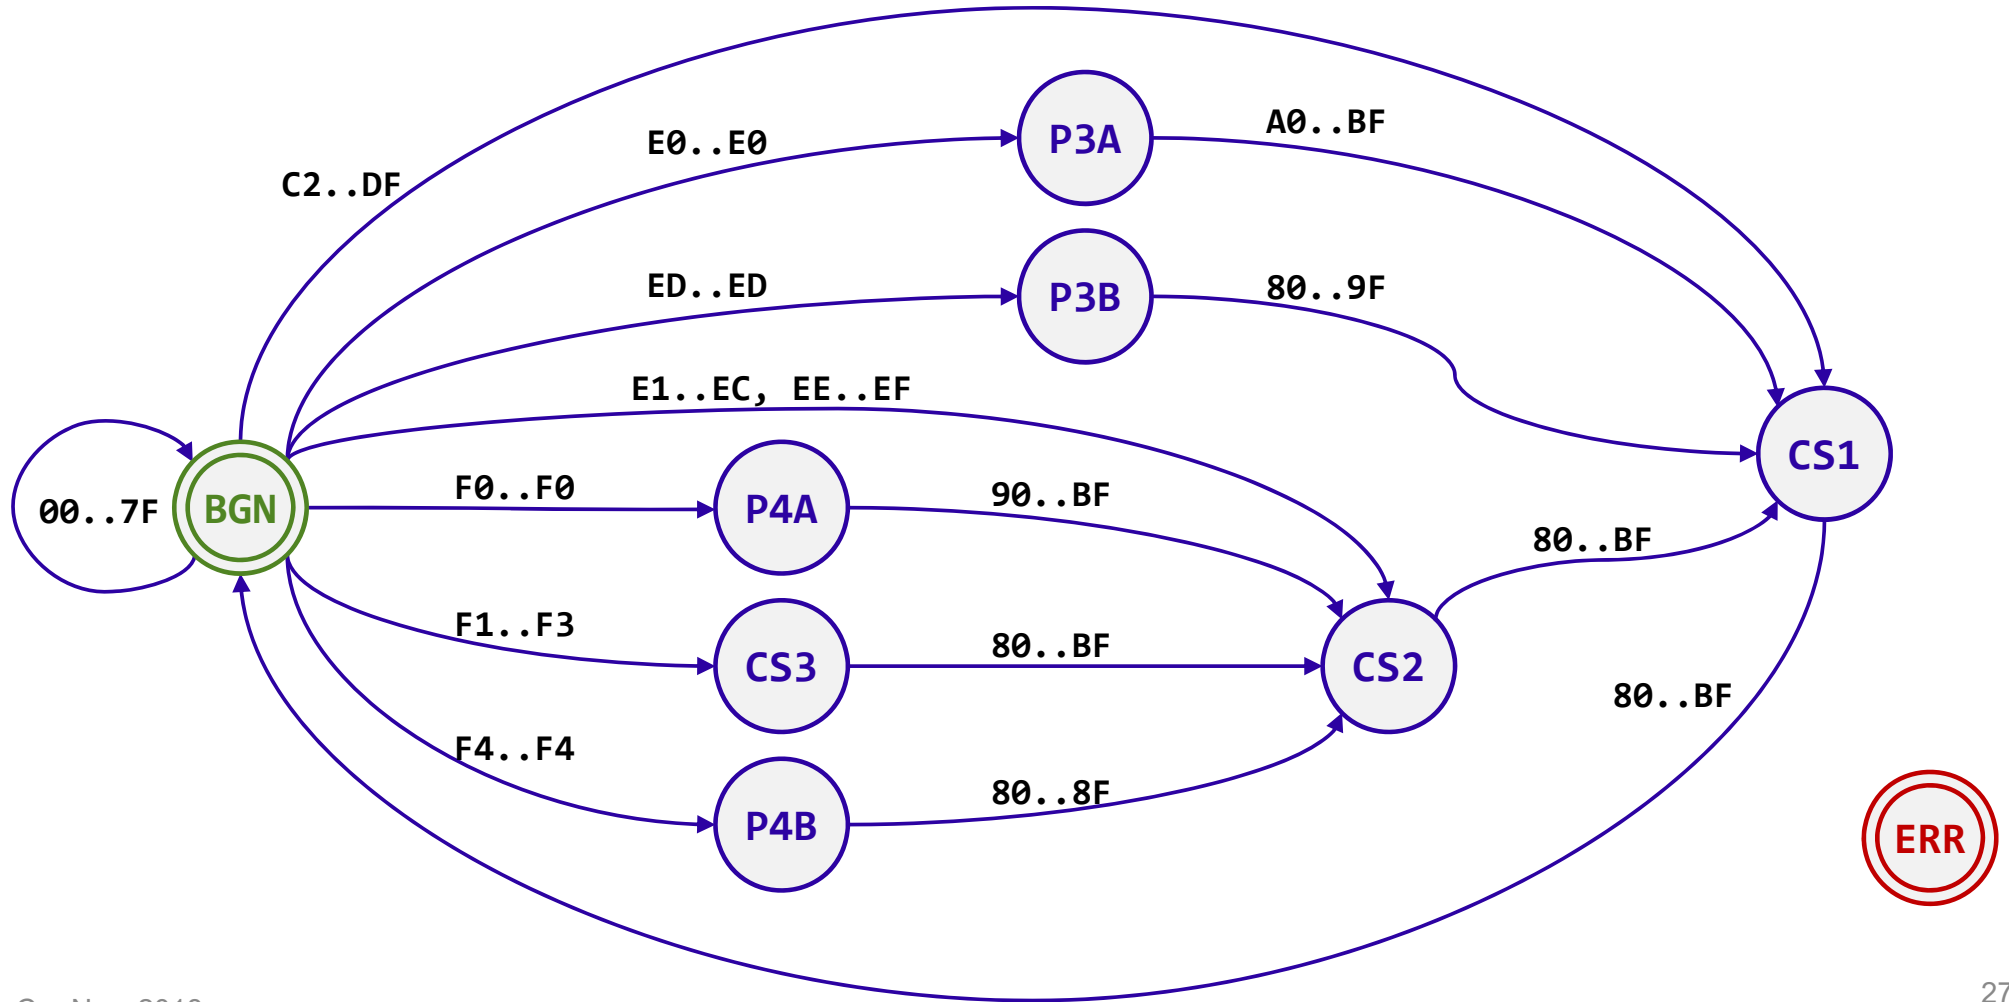 C2..DF
E0..E0
P3A
A0..BF
ED..ED
P3B
80..9F
E1..EC, EE..EF
00..7F
BGN
F0..F0
P4A
90..BF
CS1
F1..F3
CS3
80..BF
CS2
80..BF
80..BF
F4..F4
P4B
80..8F
ERR
27